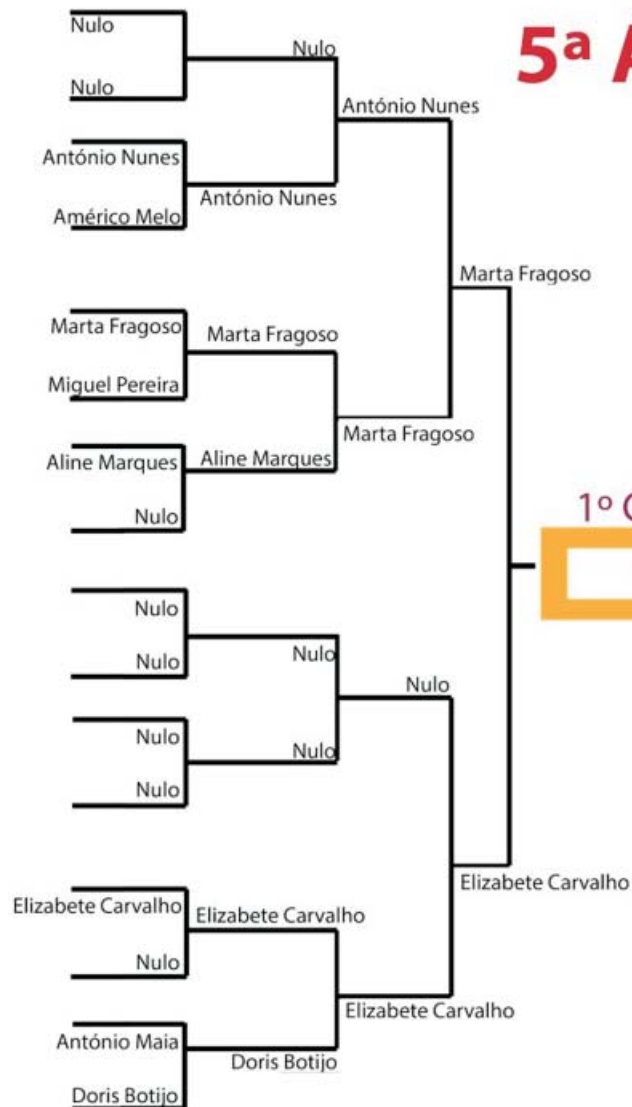 5ª A
Nulo
Nulo
Nulo
António Nunes
António Nunes
António Nunes
Américo Melo
Marta Fragoso
Marta Fragoso
Marta Fragoso
Miguel Pereira
Marta Fragoso
Aline Marques
Aline Marques
Nulo
1º
Nulo
Nulo
Nulo
Nulo
Nulo
Nulo
Nulo
Elizabete Carvalho
Elizabete Carvalho
Elizabete Carvalho
Nulo
Elizabete Carvalho
António Maia
Doris Botijo
Doris Botijo